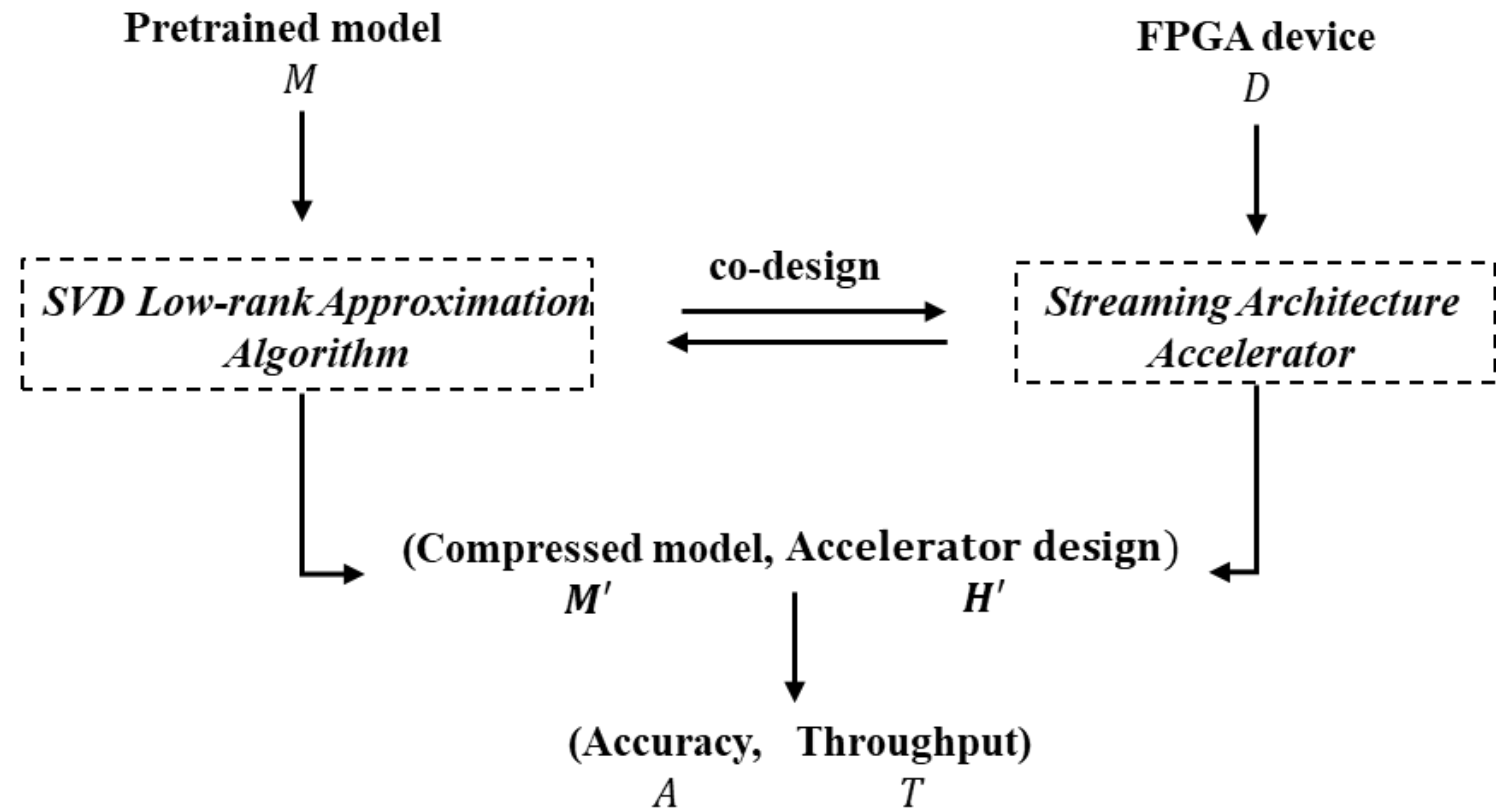 Pretrained model
M
FPGA device
D
SVD Low-rank Approximation
Algorithm
co-design
Streaming Architecture
Accelerator
(Compressed model, Accelerator design)
M′ H′
(Accuracy, Throughput)
A T